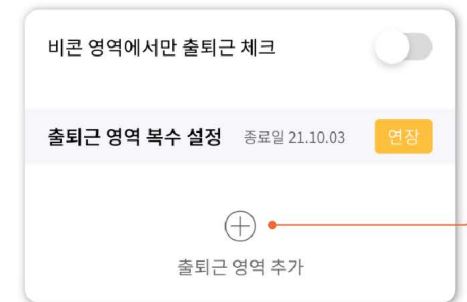 비콘 영역에서만 출퇴근 체크
출퇴근 영역 복수 설정 종료일 21.10.03 연장
출퇴근 영역 추가